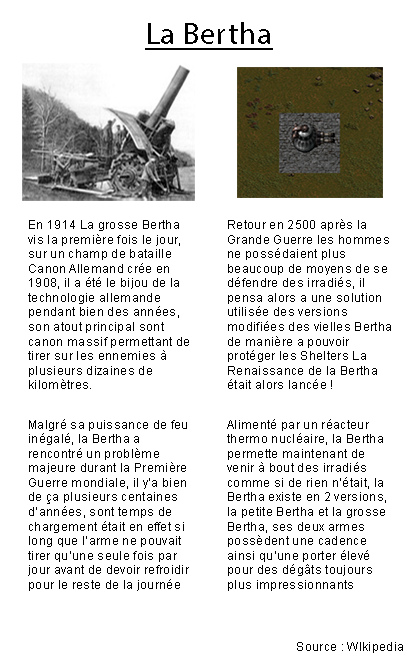 La Bertha
En 1914 La grosse Bertha
vis la première fois le jour,
sur un champ de bataille
Canon Allemand crée en
1908, il a été le bijou de la
technologie allemande
pendant bien des années,
son atout principal sont
canon massif permettant de
tirer sur les ennemies à
plusieurs dizaines de
kilomètres.
Malgré sa puissance de feu
inégalé, la Bertha a
rencontré un problème
majeure durant la Première
Guerre mondiale, il y'a bien
de ça plusieurs centaines
d'années, sont temps de
chargement était en effet si
long que l'arme ne pouvait
tirer qu'une seule fois par
jour avant de devoir refroidir
pour le reste de la journée
Retour en 2500 après la
Grande Guerre les hommes
ne possédaient plus
beaucoup de moyens de se
défendre des irradiés, il
pensa alors a une solution
utilisée des versions
modifiées des vielles Bertha
de manière a pouvoir
protéger les Shelters La
Renaissance de la Bertha
était alors lancée !
Alimenté par un réacteur
thermo nucléaire, la Bertha
permette maintenant de
venir à bout des irradiés
comme si de rien n'était, la
Bertha existe en 2 versions,
la petite Bertha et la grosse
Bertha, ses deux armes
possèdent une cadence
ainsi qu'une porter élevé
pour des dégâts toujours
plus impressionnants
Source : WIkipedia